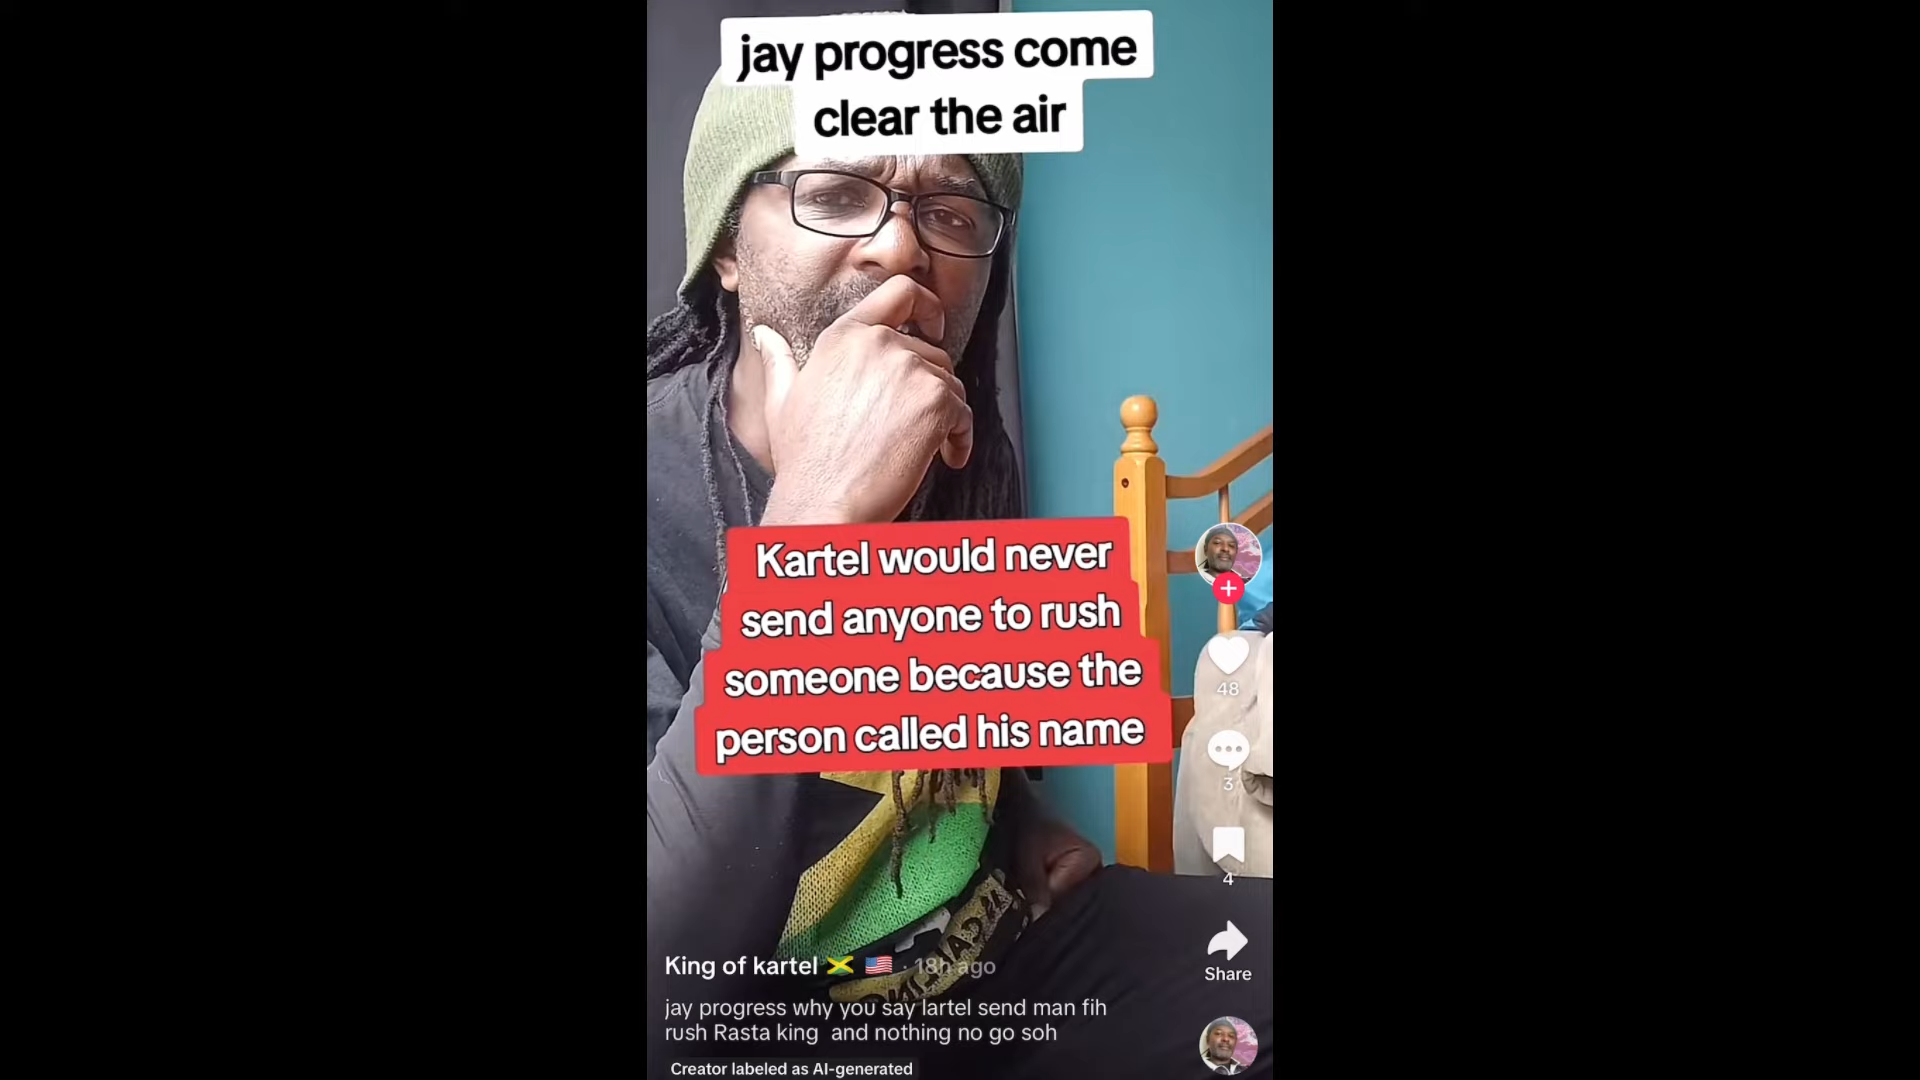 jay progress come
clear the air
Kartel would never
send anyone to rush
someone because the
person called his name
48
3
4
Share
King of kartel 🇯🇲 🇺🇸 · 18h ago
jay progress why you say lartel send man fih
rush Rasta king and nothing no go soh
Creator labeled as AI-generated